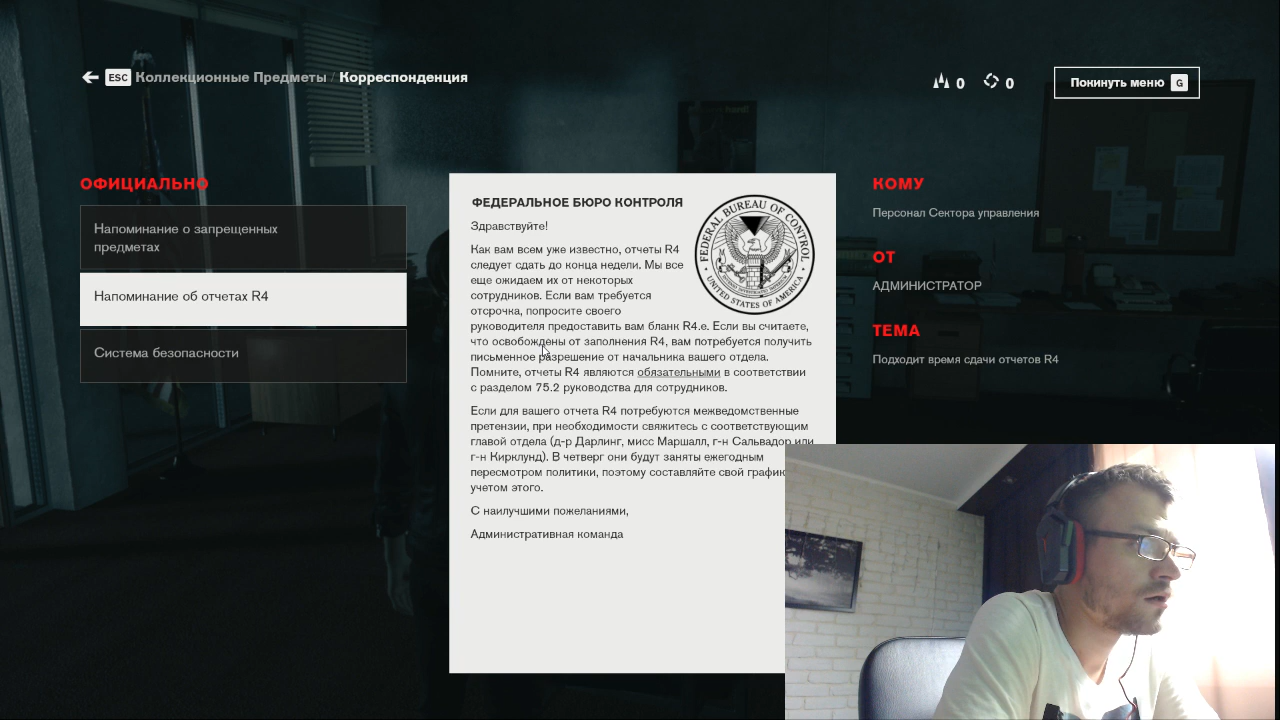 ESC Коллекционные Предметы / Корреспонденция
0 0
Покинуть меню G
ОФИЦИАЛЬНО
Напоминание о запрещенных
предметах
Напоминание об отчетах R4
Система безопасности
ФЕДЕРАЛЬНОЕ БЮРО КОНТРОЛЯ
FEDERAL BUREAU OF CONTROL
UNITED STATES OF AMERICA
Здравствуйте!
Как вам всем уже известно, отчеты R4
следует сдать до конца недели. Мы все
еще ожидаем их от некоторых
сотрудников. Если вам требуется
отсрочка, попросите своего
руководителя предоставить вам бланк R4.e. Если вы считаете,
что освобождены от заполнения R4, вам потребуется получить
письменное разрешение от начальника вашего отдела.
Помните, отчеты R4 являются обязательными в соответствии
с разделом 75.2 руководства для сотрудников.
Если для вашего отчета R4 потребуются межведомственные
претензии, при необходимости свяжитесь с соответствующим
главой отдела (д-р Дарлинг, мисс Маршалл, г-н Сальвадор или
г-н Кирклунд). В четверг они будут заняты ежегодным
пересмотром политики, поэтому составляйте свой график
учетом этого.
С наилучшими пожеланиями,
Административная команда
КОМУ
Персонал Сектора управления
ОТ
АДМИНИСТРАТОР
ТЕМА
Подходит время сдачи отчетов R4